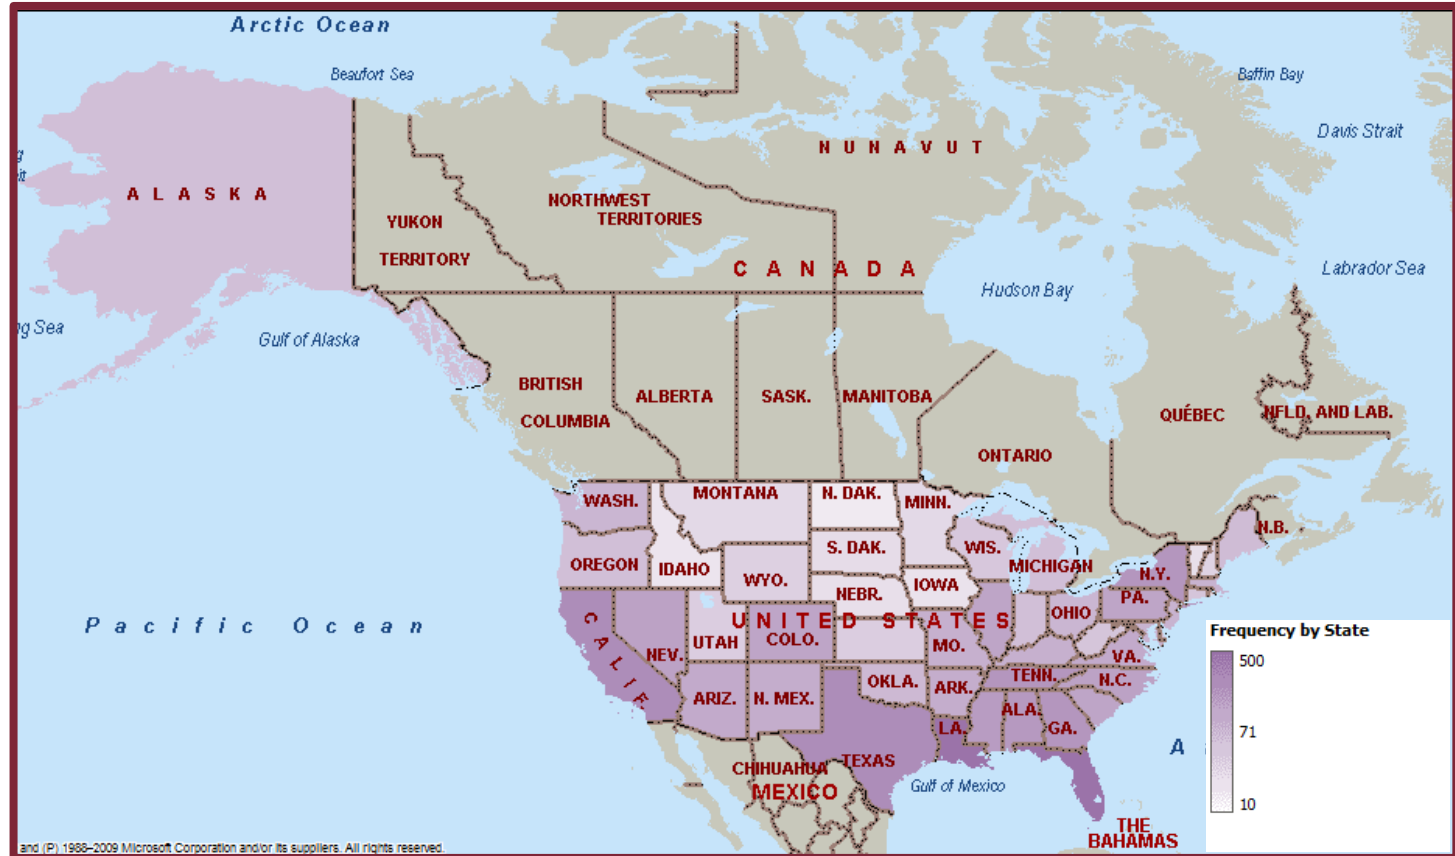 Arctic Ocean
Beaufort Sea
Baffin Bay
Davis Strait
NUNAVUT
ALASKA
NORTHWEST
TERRITORIES
YUKON
TERRITORY
CANADA
Labrador Sea
Hudson Bay
ng Sea
Gulf of Alaska
BRITISH
COLUMBIA
ALBERTA
SASK.
MANITOBA
QUÉBEC
NFLD. AND LAB.
ONTARIO
WASH.
MONTANA
N. DAK.
MINN.
N.B.
OREGON
IDAHO
WYO.
S. DAK.
WIS.
MICHIGAN
N.Y.
NEBR.
IOWA
PA.
OHIO
UNITED STATES
Pacific Ocean
CALIF
NEV.
UTAH
COLO.
MO.
VA.
ARIZ.
N. MEX.
OKLA.
ARK.
TENN.
N.C.
LA.
ALA.
GA.
TEXAS
CHIHUAHUA
MEXICO
Gulf of Mexico
A
THE
BAHAMAS
Frequency by State
500
71
10
and (P) 1988–2009 Microsoft Corporation and/or its suppliers. All rights reserved.